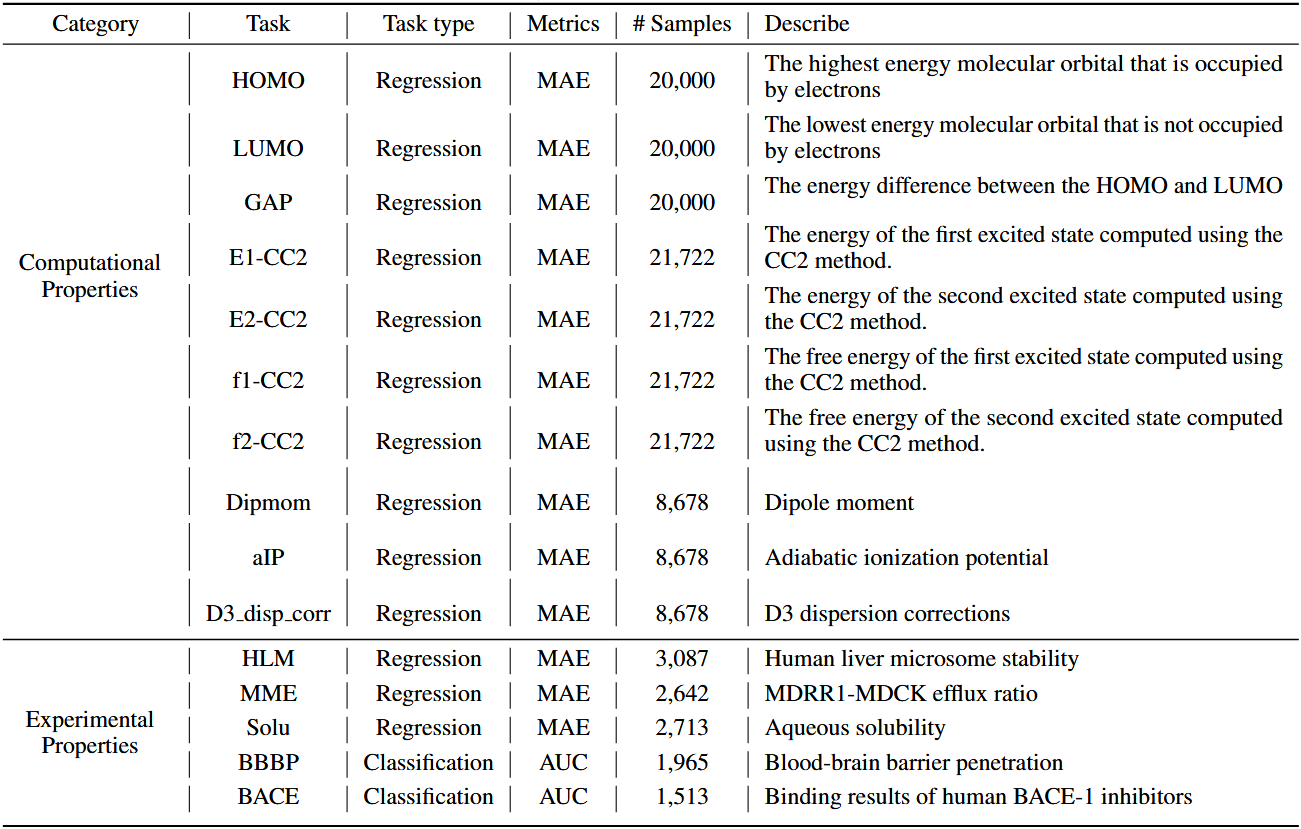 Category Task Task type Metrics # Samples Describe
HOMO Regression MAE 20,000 The highest energy molecular orbital that is occupied
by electrons
LUMO Regression MAE 20,000 The lowest energy molecular orbital that is not occupied
by electrons
GAP Regression MAE 20,000 The energy difference between the HOMO and LUMO
Computational
Properties
E1-CC2 Regression MAE 21,722 The energy of the first excited state computed using the
CC2 method.
E2-CC2 Regression MAE 21,722 The energy of the second excited state computed using
the CC2 method.
f1-CC2 Regression MAE 21,722 The free energy of the first excited state computed using
the CC2 method.
f2-CC2 Regression MAE 21,722 The free energy of the second excited state computed
using the CC2 method.
Dipmom Regression MAE 8,678 Dipole moment
aIP Regression MAE 8,678 Adiabatic ionization potential
D3_disp_corr Regression MAE 8,678 D3 dispersion corrections
HLM Regression MAE 3,087 Human liver microsome stability
MME Regression MAE 2,642 MDRR1-MDCK efflux ratio
Experimental
Properties
Solu Regression MAE 2,713 Aqueous solubility
BBBP Classification AUC 1,965 Blood-brain barrier penetration
BACE Classification AUC 1,513 Binding results of human BACE-1 inhibitors